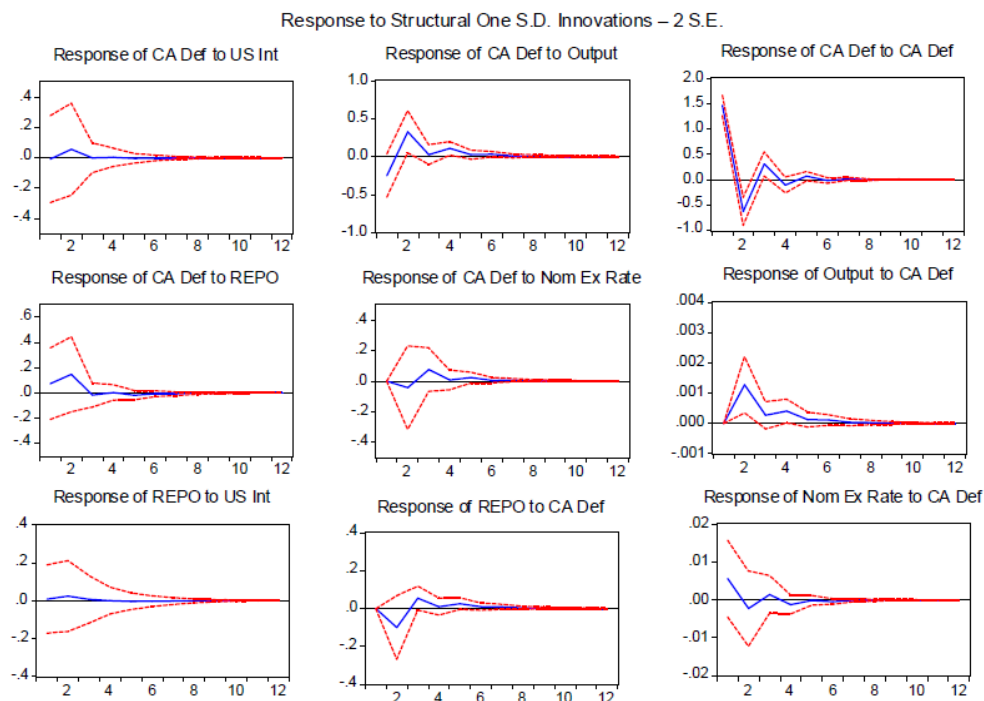 Response to Structural One S.D. Innovations – 2 S.E.
Response of CA Def to US Int
.4
.2
.0
-.2
-.4
2 4 6 8 10 12
Response of CA Def to Output
1.0
0.5
0.0
-0.5
-1.0
2 4 6 8 10 12
Response of CA Def to CA Def
2.0
1.5
1.0
0.5
0.0
-0.5
-1.0
2 4 6 8 10 12
Response of CA Def to REPO
.6
.4
.2
.0
-.2
-.4
2 4 6 8 10 12
Response of CA Def to Nom Ex Rate
.4
.2
.0
-.2
-.4
2 4 6 8 10 12
Response of Output to CA Def
.004
.003
.002
.001
.000
-.001
2 4 6 8 10 12
Response of REPO to US Int
.4
.2
.0
-.2
-.4
2 4 6 8 10 12
Response of REPO to CA Def
.4
.2
.0
-.2
-.4
2 4 6 8 10 12
Response of Nom Ex Rate to CA Def
.02
.01
.00
-.01
-.02
2 4 6 8 10 12